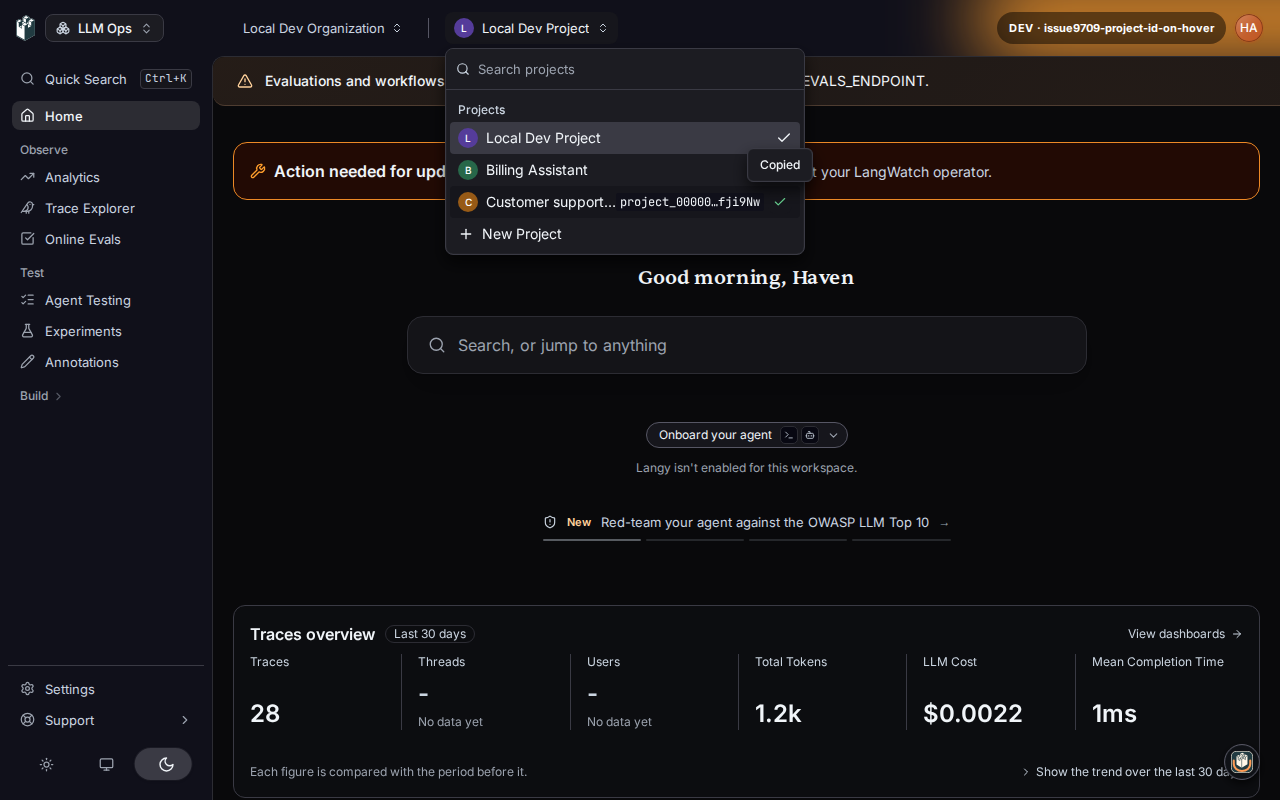 LLM Ops
Local Dev Organization
L Local Dev Project
DEV · issue9709-project-id-on-hover
HA
Quick Search Ctrl+K
Home
Observe
Analytics
Trace Explorer
Online Evals
Test
Agent Testing
Experiments
Annotations
Build
Settings
Support
Search projects
Projects
L Local Dev Project
B Billing Assistant
C Customer support... project_00000…fji9Nw
New Project
Copied
Evaluations and workflows
EVALS_ENDPOINT.
Action needed for upd
t your LangWatch operator.
Good morning, Haven
Search, or jump to anything
Onboard your agent
Langy isn't enabled for this workspace.
New Red-team your agent against the OWASP LLM Top 10 →
Traces overview Last 30 days
View dashboards →
Traces
28
Threads
-
No data yet
Users
-
No data yet
Total Tokens
1.2k
LLM Cost
$0.0022
Mean Completion Time
1ms
Each figure is compared with the period before it.
Show the trend over the last 30 da